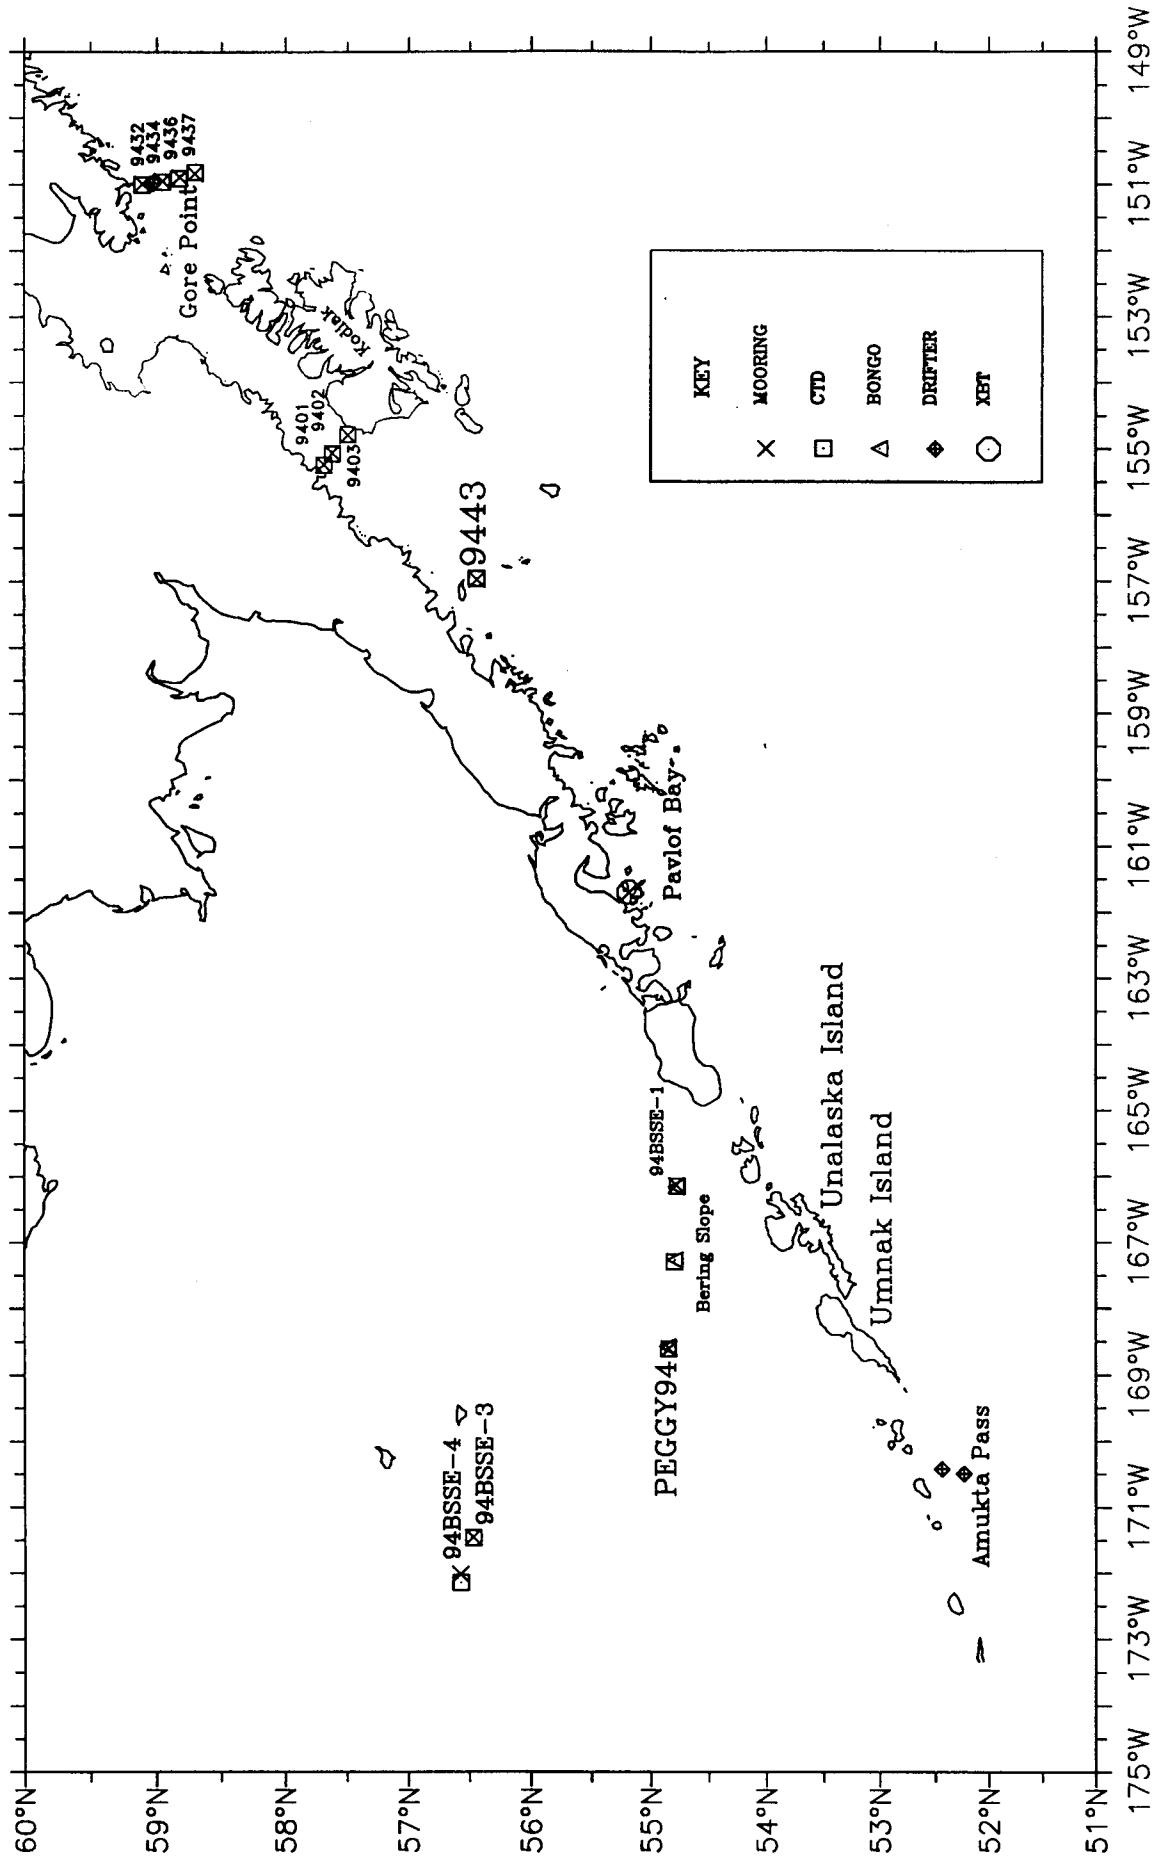 60°N
59°N
58°N
57°N
56°N
55°N
54°N
53°N
52°N
51°N
175°W
173°W
171°W
169°W
167°W
165°W
163°W
161°W
159°W
157°W
155°W
153°W
151°W
149°W
9432
9434
9436
9437
Gore Point
Kodiak
9401
9402
9403
9443
Pavlof Bay
94BSSE-1
Bering Slope
PEGGY94
94BSSE-4
94BSSE-3
Unalaska Island
Umnak Island
Amukta Pass
KEY
MOORING
CTD
BONGO
DRIFTER
XBT